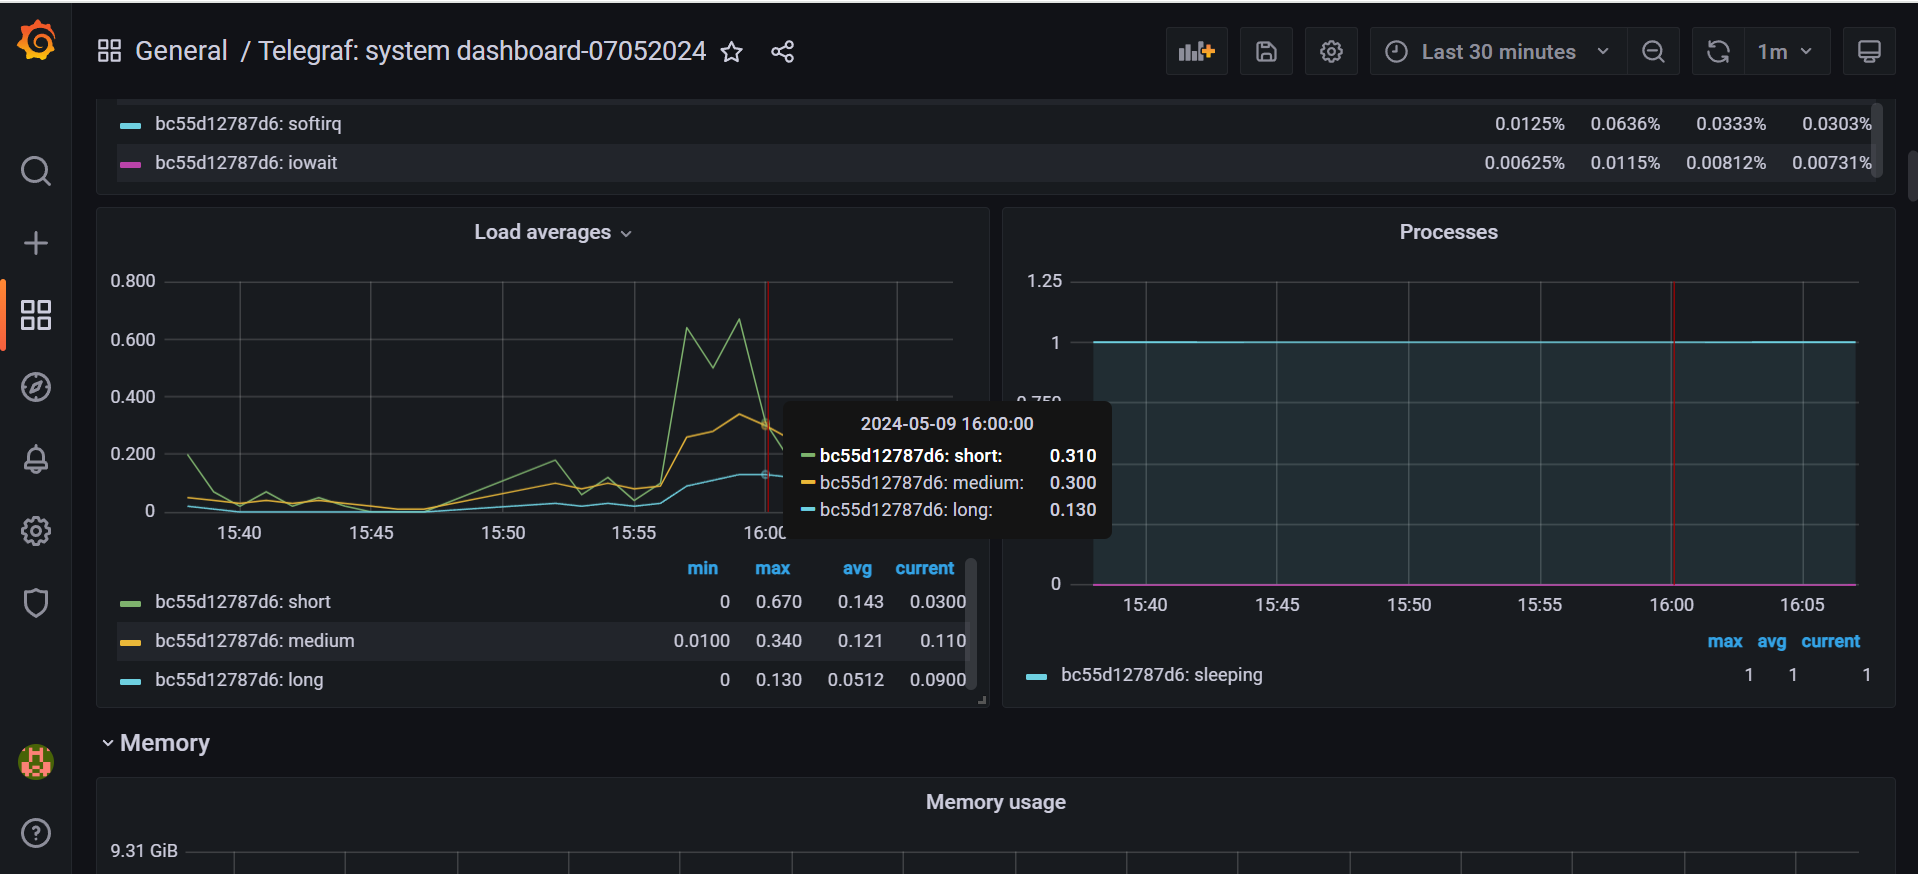 General / Telegraf: system dashboard-07052024
Last 30 minutes
1m
bc55d12787d6: softirq 0.0125% 0.0636% 0.0333% 0.0303%
bc55d12787d6: iowait 0.00625% 0.0115% 0.00812% 0.00731%
Load averages
0.800
0.600
0.400
0.200
0
15:40 15:45 15:50 15:55 16:00
2024-05-09 16:00:00
bc55d12787d6: short: 0.310
bc55d12787d6: medium: 0.300
bc55d12787d6: long: 0.130
min max avg current
bc55d12787d6: short 0 0.670 0.143 0.0300
bc55d12787d6: medium 0.0100 0.340 0.121 0.110
bc55d12787d6: long 0 0.130 0.0512 0.0900
Processes
1.25
1
0.750
0
15:40 15:45 15:50 15:55 16:00 16:05
max avg current
bc55d12787d6: sleeping 1 1 1
Memory
Memory usage
9.31 GiB